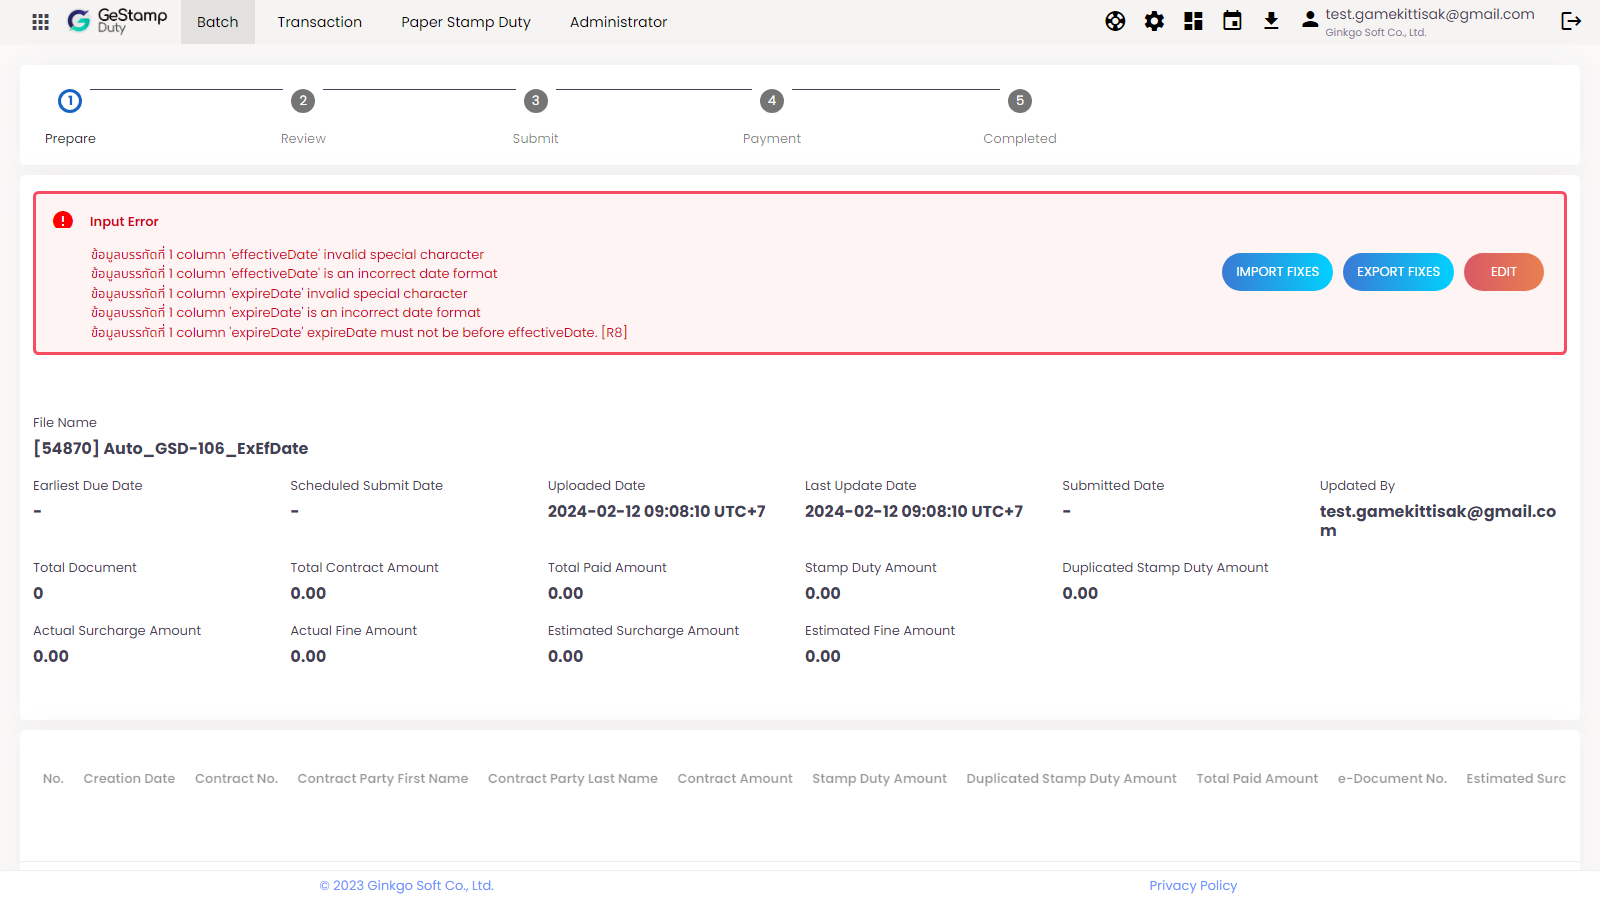 GeStamp
Duty
Batch
Transaction
Paper Stamp Duty
Administrator
test.gamekittisak@gmail.com
Ginkgo Soft Co., Ltd.
1
2
3
4
5
Prepare
Review
Submit
Payment
Completed
Input Error
ข้อมูลบรรทัดที่ 1 column 'effectiveDate' invalid special character
ข้อมูลบรรทัดที่ 1 column 'effectiveDate' is an incorrect date format
ข้อมูลบรรทัดที่ 1 column 'expireDate' invalid special character
ข้อมูลบรรทัดที่ 1 column 'expireDate' is an incorrect date format
ข้อมูลบรรทัดที่ 1 column 'expireDate' expireDate must not be before effectiveDate. [R8]
IMPORT FIXES
EXPORT FIXES
EDIT
File Name
[54870] Auto_GSD-106_ExEfDate
Earliest Due Date
-
Scheduled Submit Date
-
Uploaded Date
2024-02-12 09:08:10 UTC+7
Last Update Date
2024-02-12 09:08:10 UTC+7
Submitted Date
-
Updated By
test.gamekittisak@gmail.co
m
Total Document
0
Total Contract Amount
0.00
Total Paid Amount
0.00
Stamp Duty Amount
0.00
Duplicated Stamp Duty Amount
0.00
Actual Surcharge Amount
0.00
Actual Fine Amount
0.00
Estimated Surcharge Amount
0.00
Estimated Fine Amount
0.00
No.
Creation Date
Contract No.
Contract Party First Name
Contract Party Last Name
Contract Amount
Stamp Duty Amount
Duplicated Stamp Duty Amount
Total Paid Amount
e-Document No.
Estimated Surc
© 2023 Ginkgo Soft Co., Ltd.
Privacy Policy